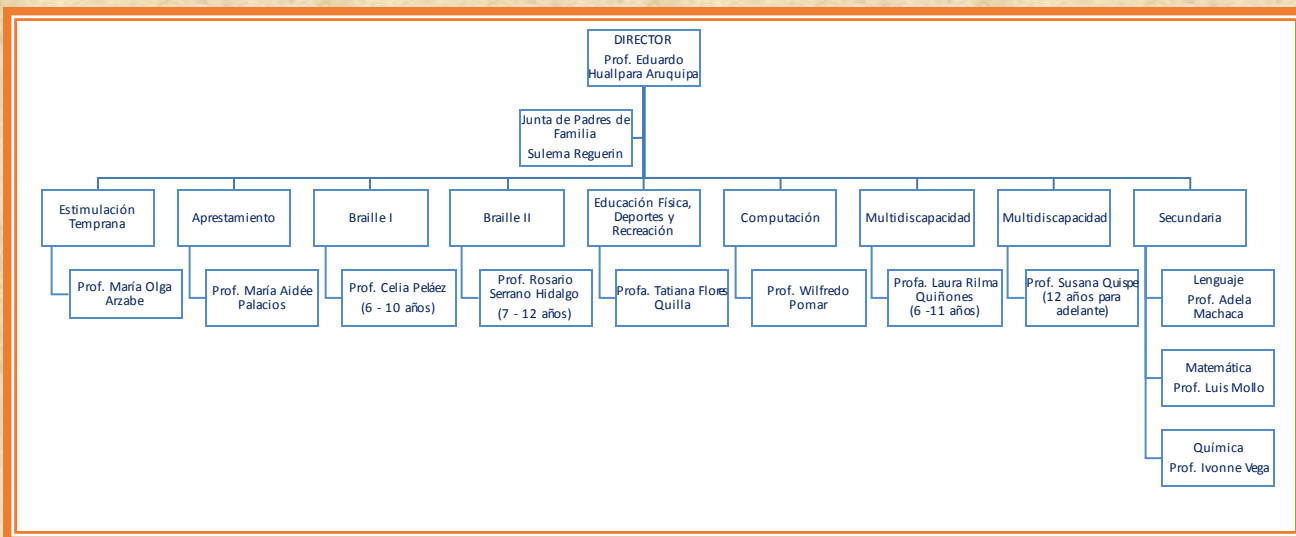 DIRECTOR
Prof. Eduardo
Huallpara Aruquipa
Junta de Padres de
Familia
Sulema Reguerin
Estimulación
Temprana
Prof. María Olga
Arzabe
Aprestamiento
Prof. María Aidée
Palacios
Braille I
Prof. Celia Peláez
(6 - 10 años)
Braille II
Prof. Rosario
Serrano Hidalgo
(7 - 12 años)
Educación Física,
Deportes y
Recreación
Profa. Tatiana Flores
Quilla
Computación
Prof. Wilfredo
Pomar
Multidiscapacidad
Profa. Laura Rilma
Quiñones
(6 -11 años)
Multidiscapacidad
Prof. Susana Quispe
(12 años para
adelante)
Secundaria
Lenguaje
Prof. Adela
Machaca
Matemática
Prof. Luis Mollo
Química
Prof. Ivonne Vega